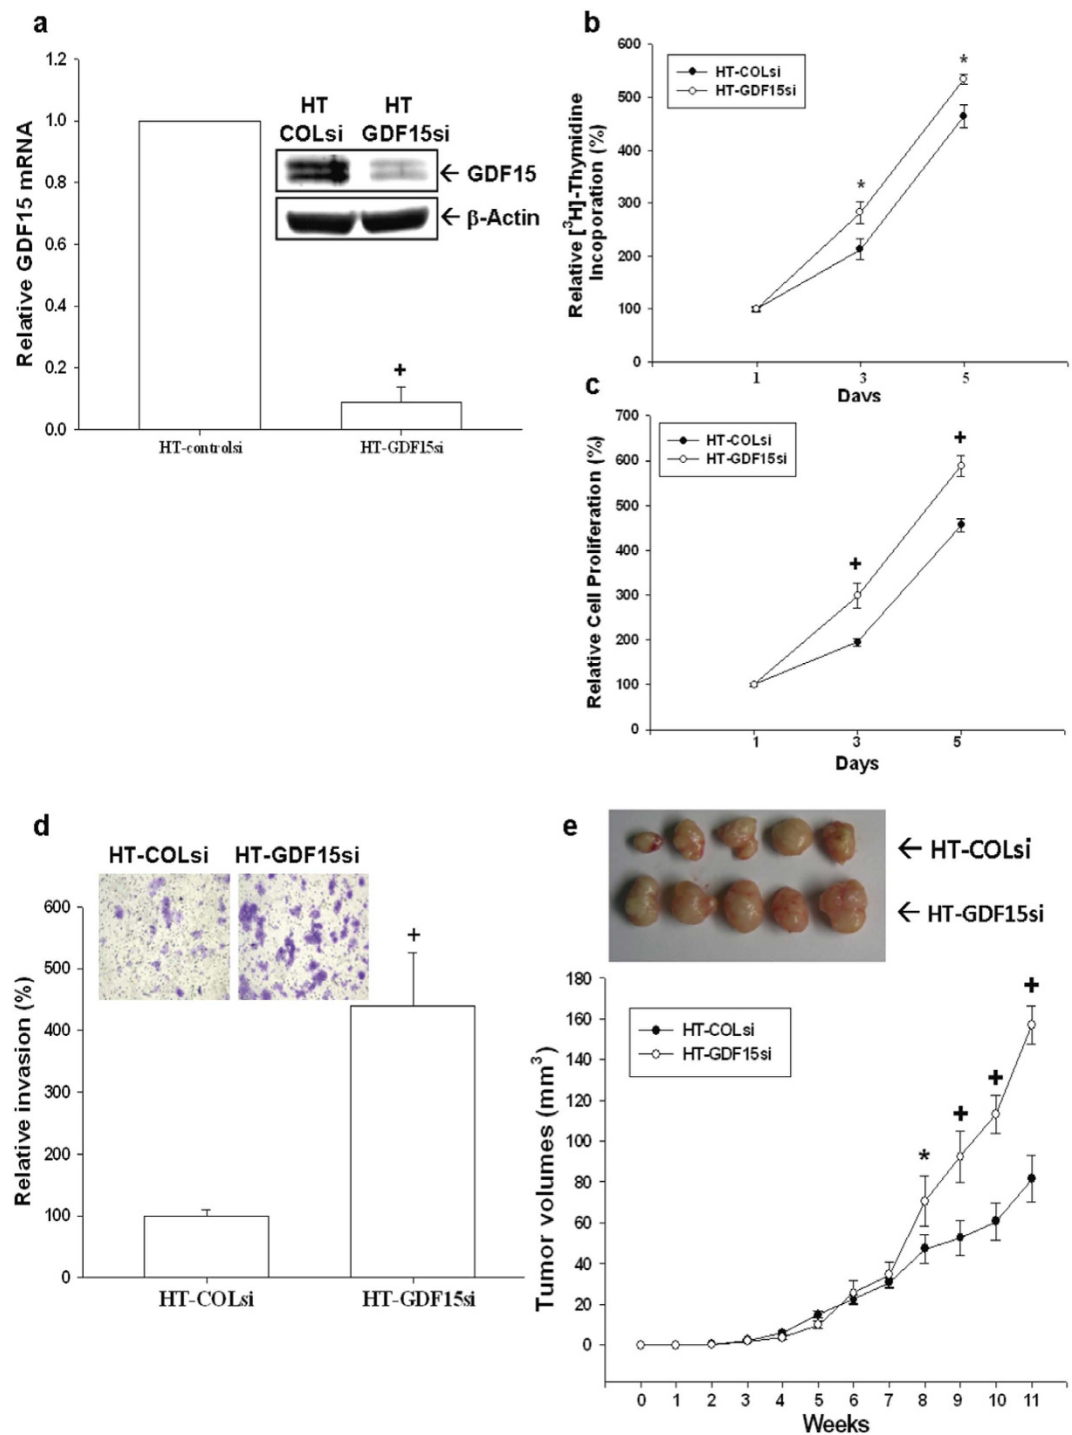 a
Relative GDF15 mRNA
1.2
1.0
0.8
0.6
0.4
0.2
0.0
HT HT
COLsi GDF15si
← GDF15
← β-Actin
+
HT-controlsi HT-GDF15si
b
Relative [³H]-Thymidine
Incoporation (%)
600
500
400
300
200
100
0
HT-COLsi
HT-GDF15si
*
*
1 3 5
Days
c
Relative Cell Proliferation (%)
700
600
500
400
300
200
100
0
HT-COLsi
HT-GDF15si
+
+
1 3 5
Days
d
HT-COLsi HT-GDF15si
Relative invasion (%)
600
500
400
300
200
100
0
+
HT-COLsi HT-GDF15si
e
← HT-COLsi
← HT-GDF15si
Tumor volumes (mm³)
180
160
140
120
100
80
60
40
20
0
HT-COLsi
HT-GDF15si
*
+
+
+
0 1 2 3 4 5 6 7 8 9 10 11
Weeks